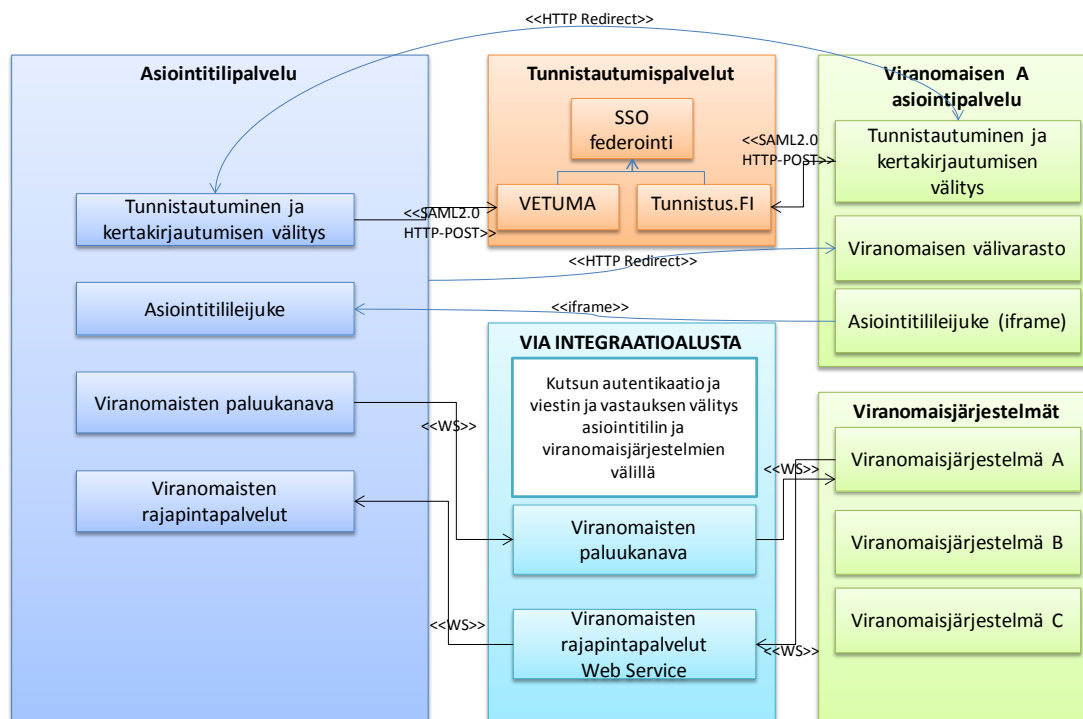 <<HTTP Redirect>>
Asiointitilipalvelu
Tunnistautuminen ja
kertakirjautumisen välitys
Asiointitilileijuke
Viranomaisten paluukanava
Viranomaisten
rajapintapalvelut
<<SAML2.0
HTTP-POST>>
<<HTTP Redirect>>
<<iframe>>
<<WS>>
<<WS>>
Tunnistautumispalvelut
SSO
federointi
VETUMA
Tunnistus.FI
<<SAML2.0
HTTP-POST>>
VIA INTEGRAATIOALUSTA
Kutsun autentikaatio ja
viestin ja vastauksen välitys
asiointitilin ja
viranomaisjärjestelmien
välillä
Viranomaisten
paluukanava
Viranomaisten
rajapintapalvelut
Web Service
<<WS>>
<<WS>>
Viranomaisen A
asiointipalvelu
Tunnistautuminen ja
kertakirjautumisen
välitys
Viranomaisen välivarasto
Asiointitilileijuke (iframe)
Viranomaisjärjestelmät
Viranomaisjärjestelmä A
Viranomaisjärjestelmä B
Viranomaisjärjestelmä C